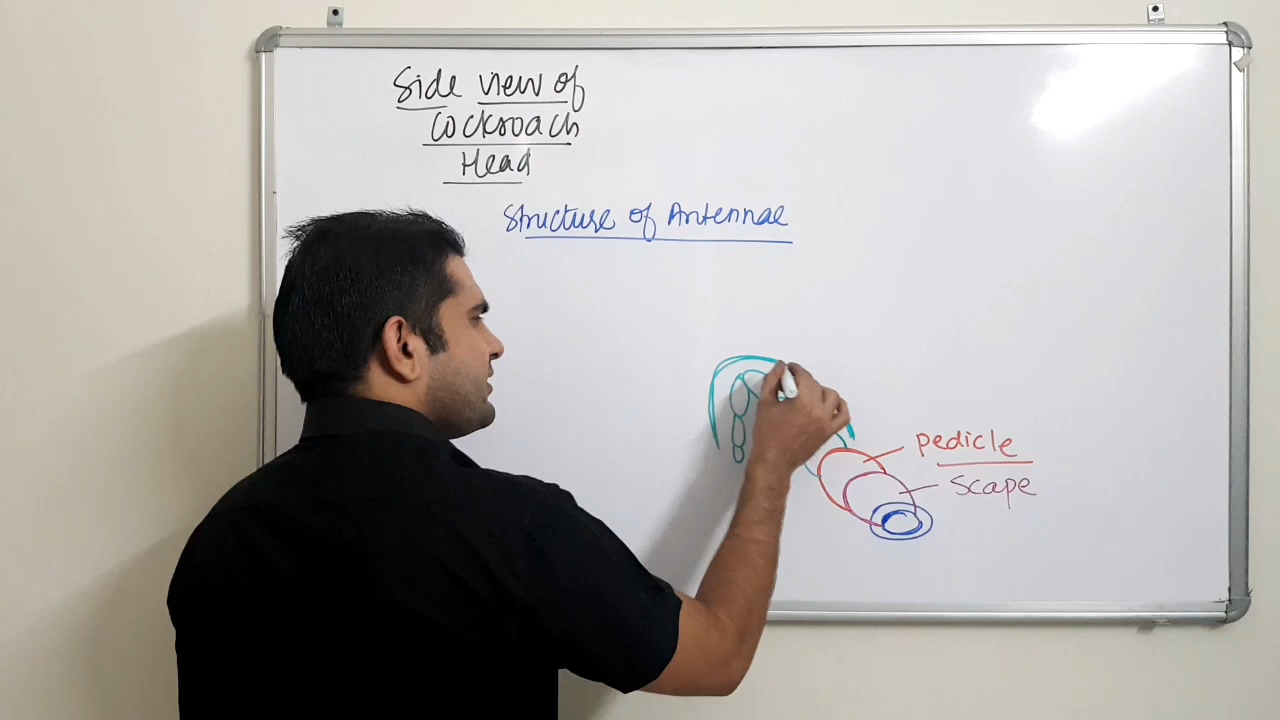 Side view of
Cockroach
Head
Structure of Antennae
pedicle
scape